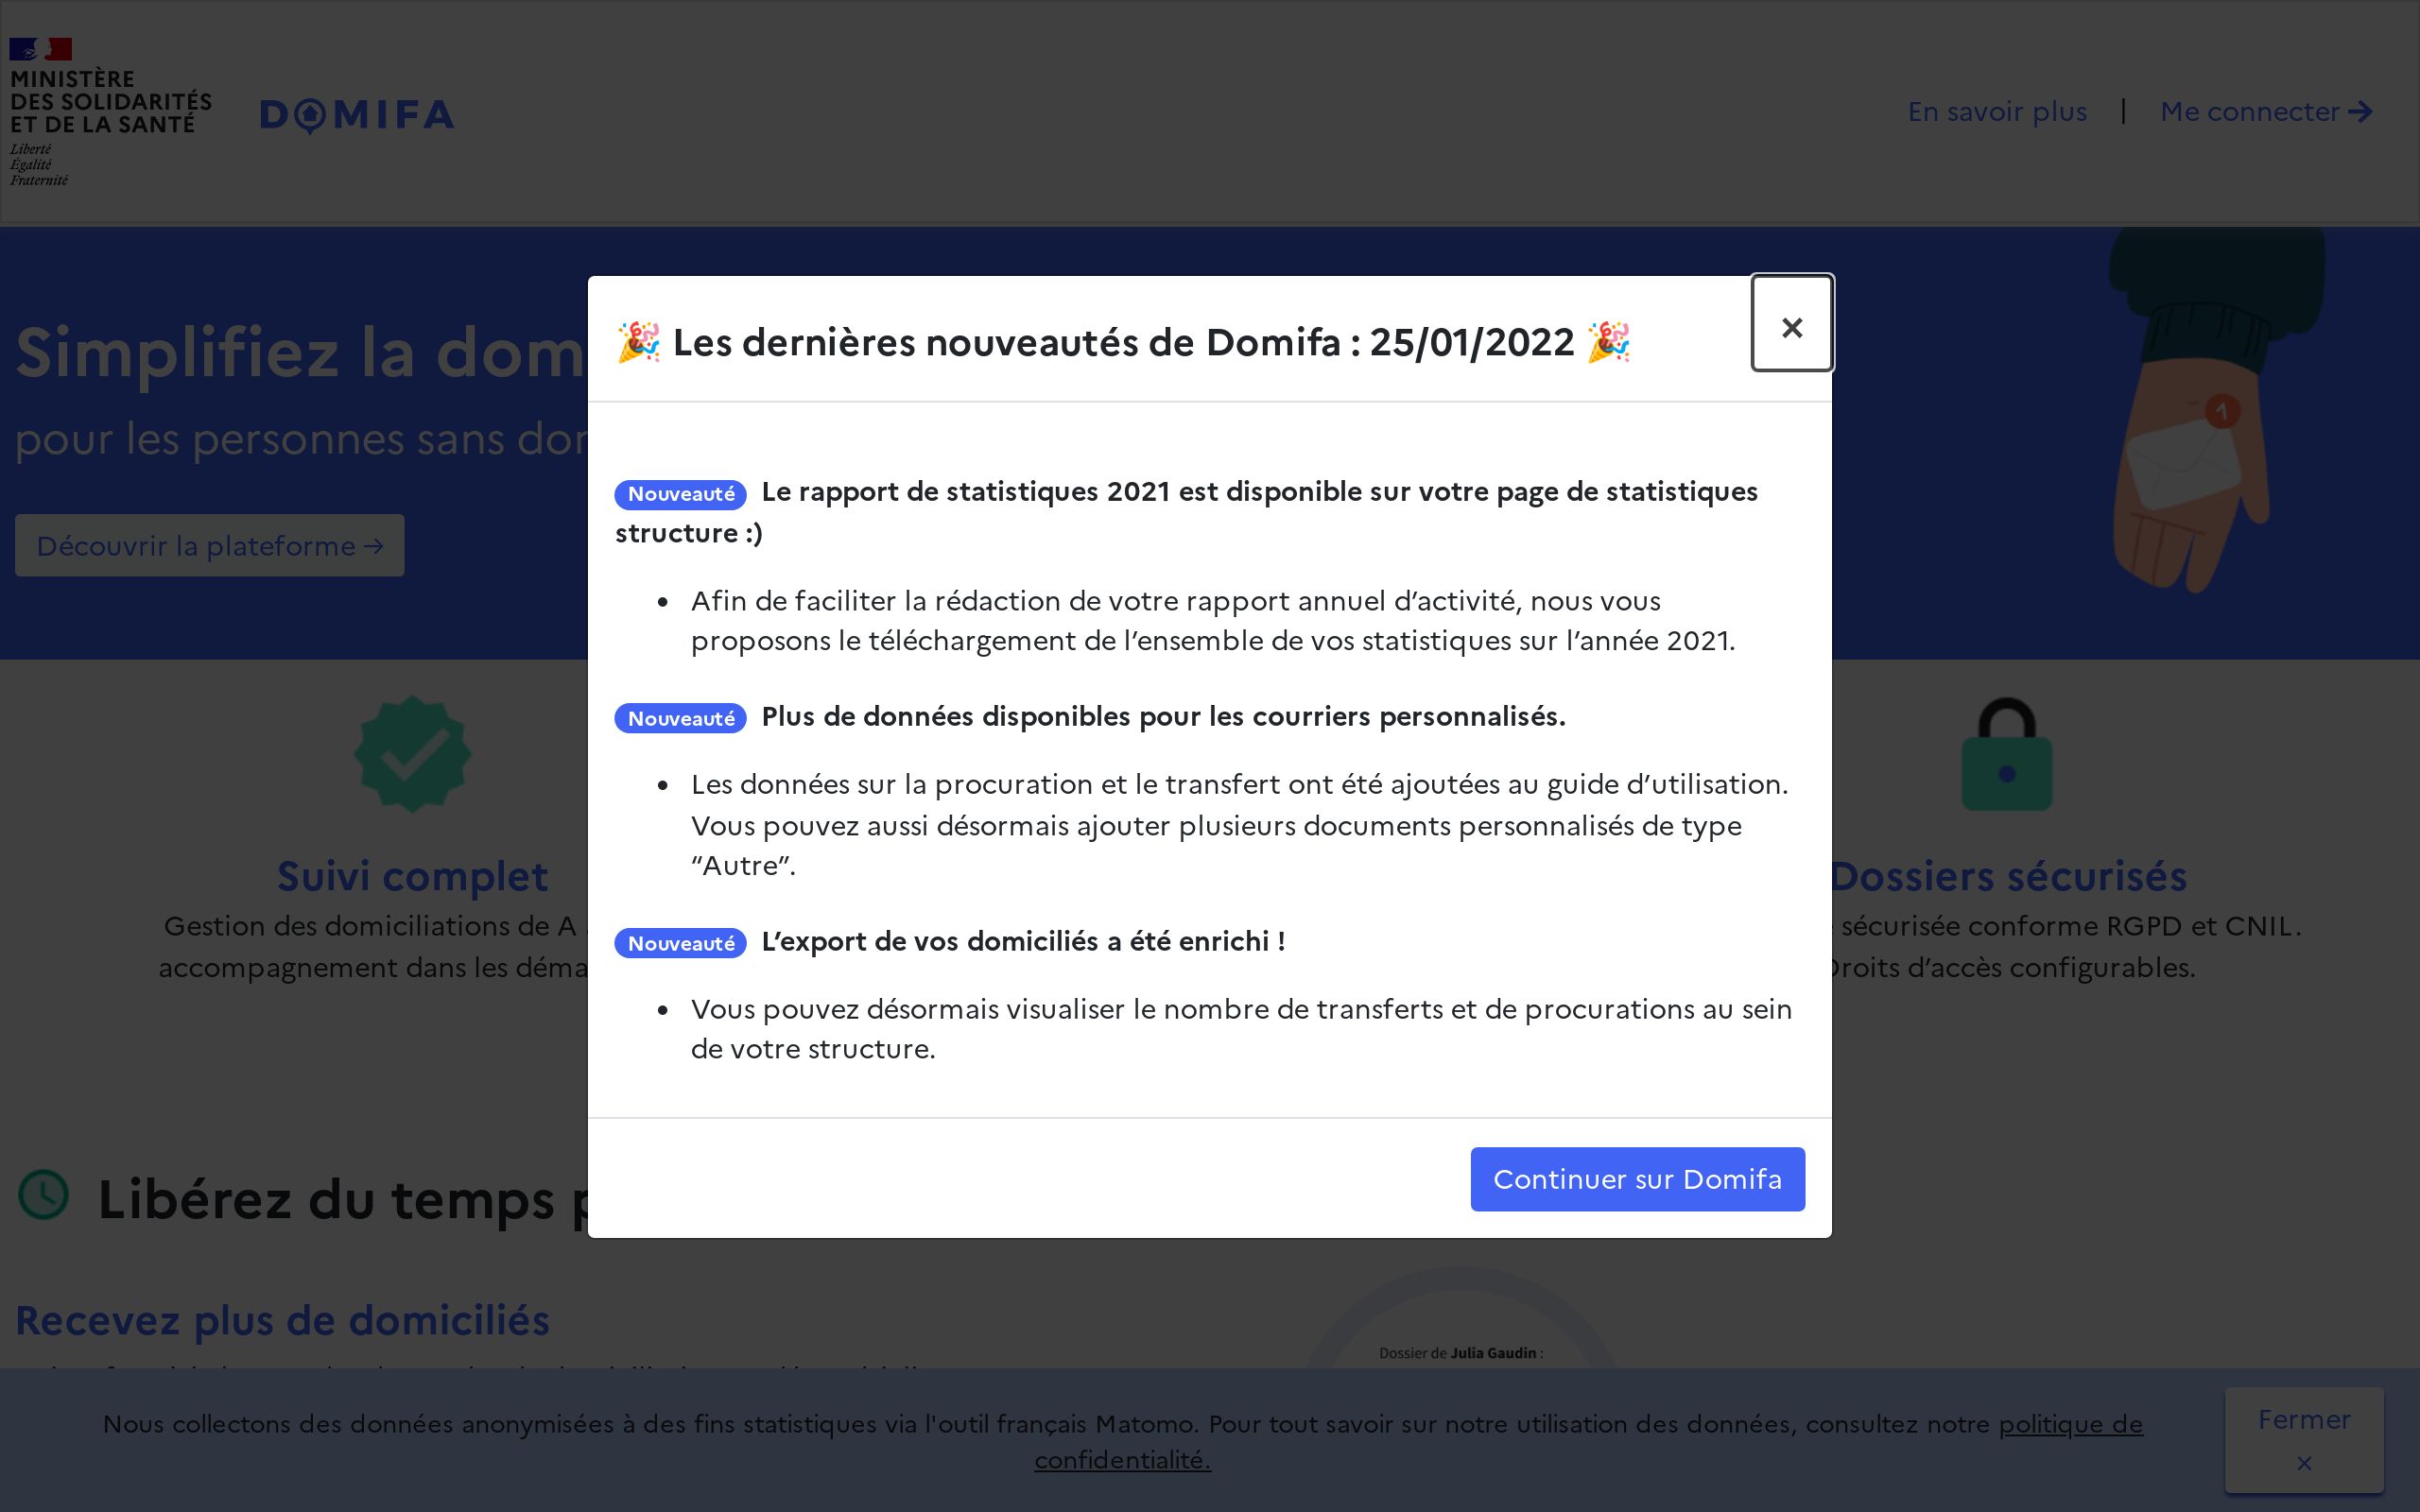 MINISTÈRE
DES SOLIDARITÉS
ET DE LA SANTÉ
Liberté
Égalité
Fraternité
DOMIFA
En savoir plus | Me connecter →
Simplifiez la dom
pour les personnes sans dom
Découvrir la plateforme →
1
🎉 Les dernières nouveautés de Domifa : 25/01/2022 🎉
×
Nouveauté Le rapport de statistiques 2021 est disponible sur votre page de statistiques
structure :)
• Afin de faciliter la rédaction de votre rapport annuel d’activité, nous vous
proposons le téléchargement de l’ensemble de vos statistiques sur l’année 2021.
Nouveauté Plus de données disponibles pour les courriers personnalisés.
• Les données sur la procuration et le transfert ont été ajoutées au guide d’utilisation.
Vous pouvez aussi désormais ajouter plusieurs documents personnalisés de type
“Autre”.
Nouveauté L’export de vos domiciliés a été enrichi !
• Vous pouvez désormais visualiser le nombre de transferts et de procurations au sein
de votre structure.
Continuer sur Domifa
Suivi complet
Gestion des domiciliations de A
accompagnement dans les déma
Dossiers sécurisés
sécurisée conforme RGPD et CNIL.
Droits d’accès configurables.
Libérez du temps p
Recevez plus de domiciliés
Dossier de Julia Gaudin :
Nous collectons des données anonymisées à des fins statistiques via l'outil français Matomo. Pour tout savoir sur notre utilisation des données, consultez notre politique de
confidentialité.
Fermer
×